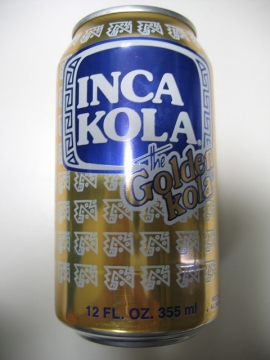 INCA
KOLA
the
Golden
kola
12 FL. OZ. 355 ml